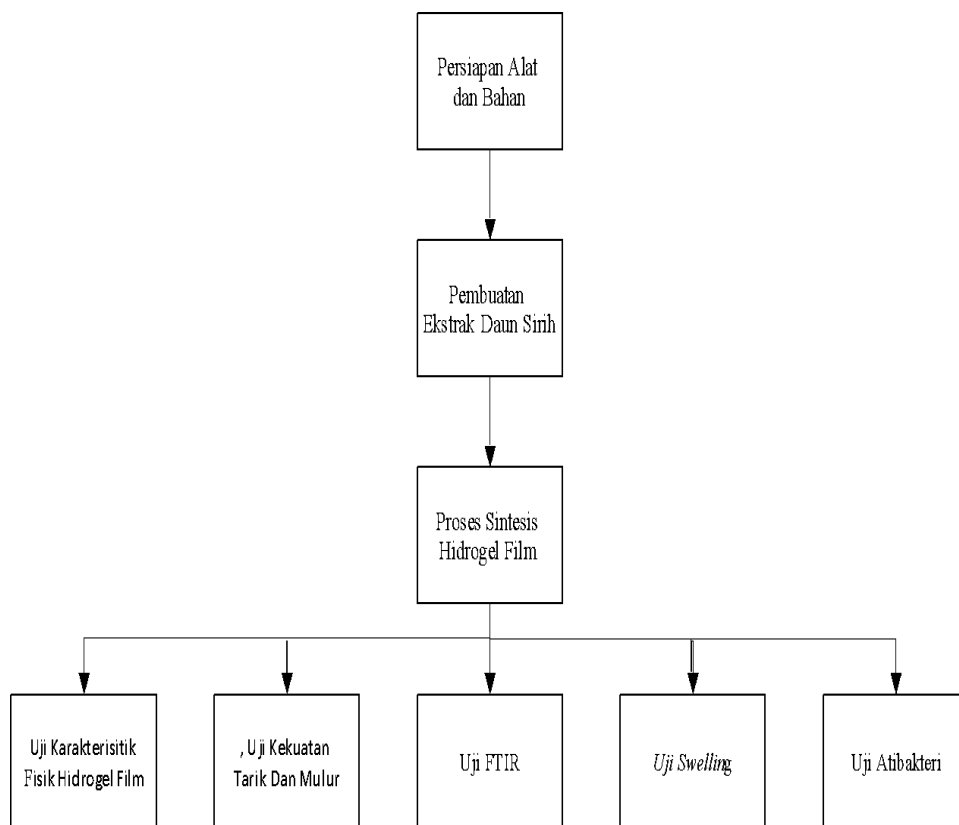 Persiapan Alat
dan Bahan
Pembuatan
Ekstrak Daun Sirih
Proses Sintesis
Hidrogel Film
Uji Karakterisitik
Fisik Hidrogel Film
, Uji Kekuatan
Tarik Dan Mulur
Uji FTIR
Uji Swelling
Uji Atibakteri